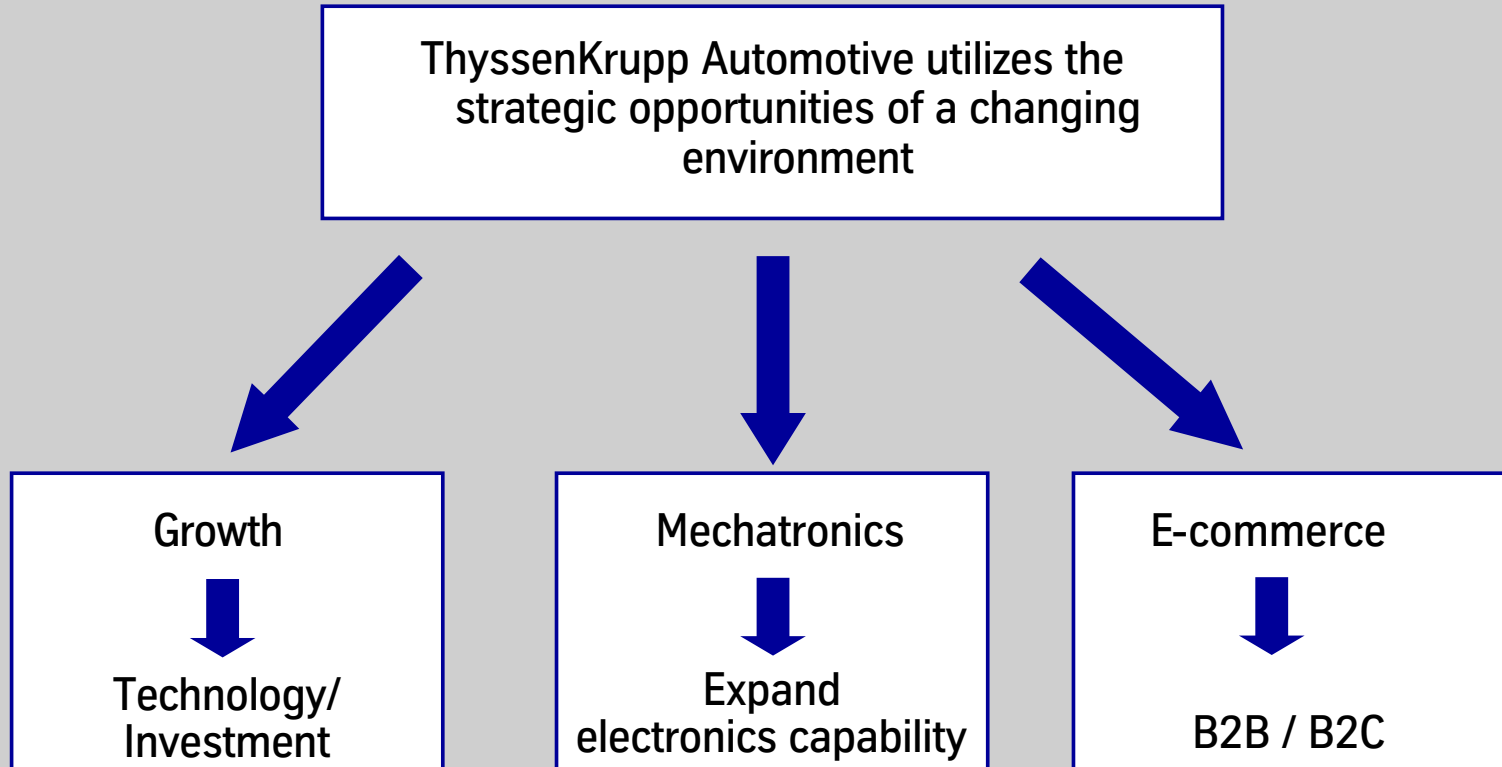 ThyssenKrupp Automotive utilizes the
strategic opportunities of a changing
environment
Growth
Technology/
Investment
Mechatronics
Expand
electronics capability
E-commerce
B2B / B2C